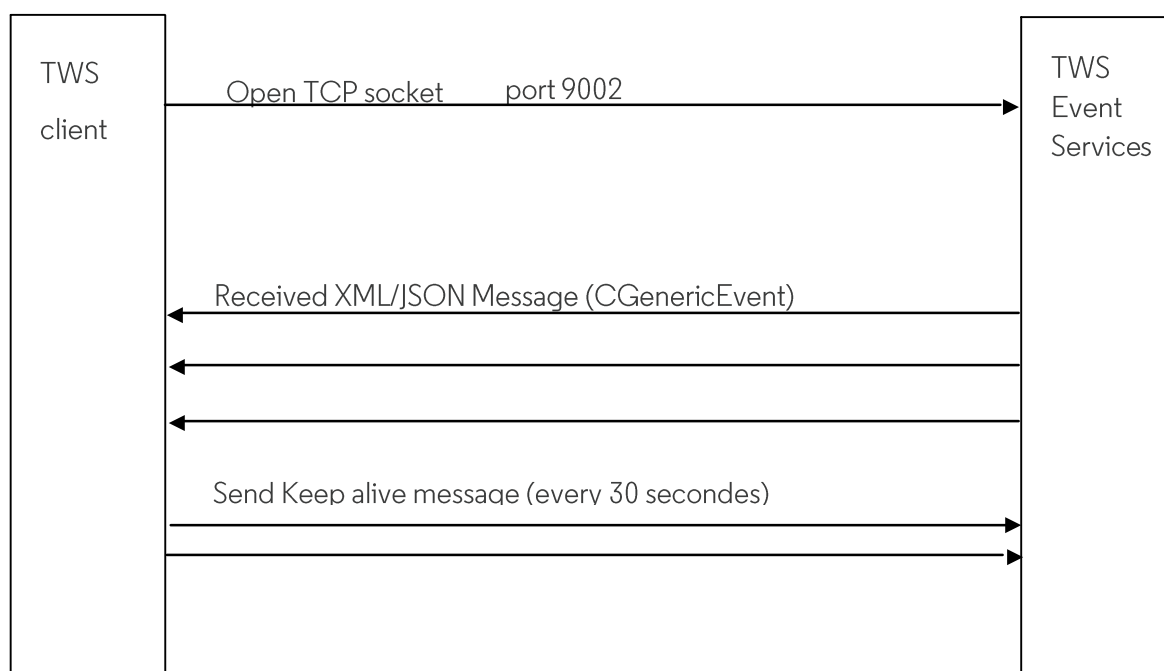 TWS
client
Open TCP socket port 9002
TWS
Event
Services
Received XML/JSON Message (CGenericEvent)
Send Keep alive message (every 30 secondes)